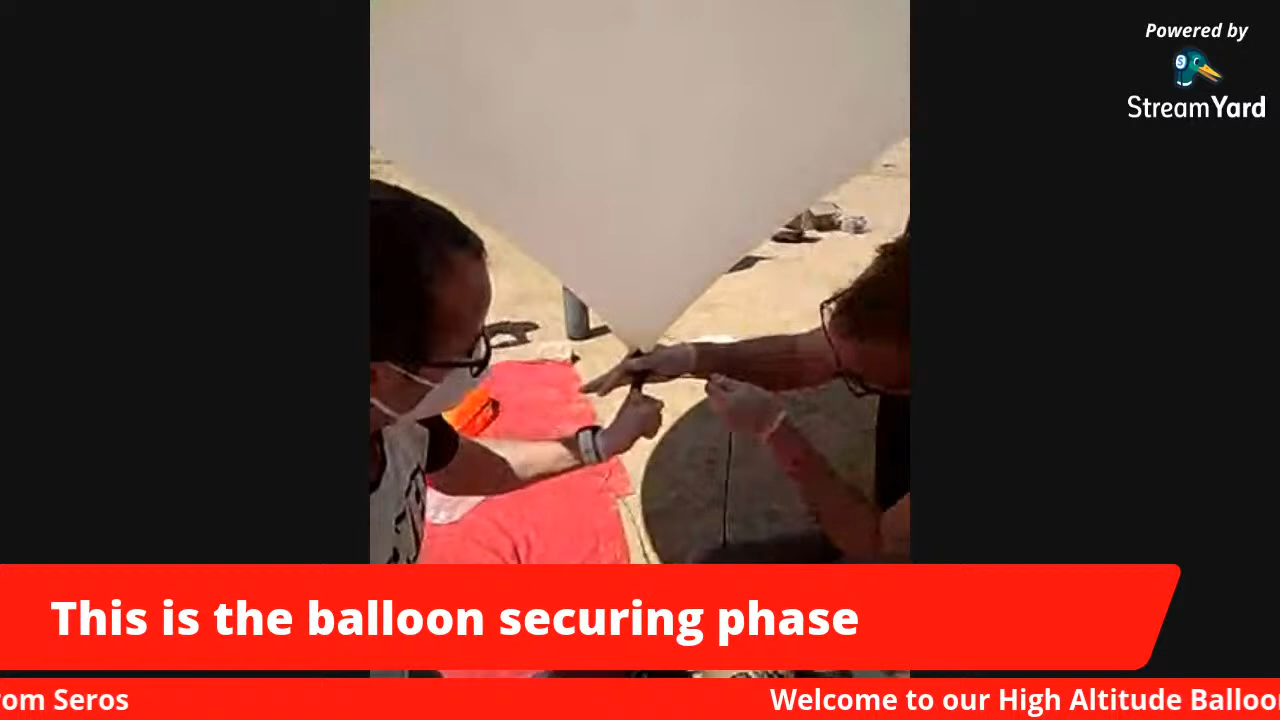 Powered by
StreamYard
This is the balloon securing phase
rom Seros
Welcome to our High Altitude Balloo